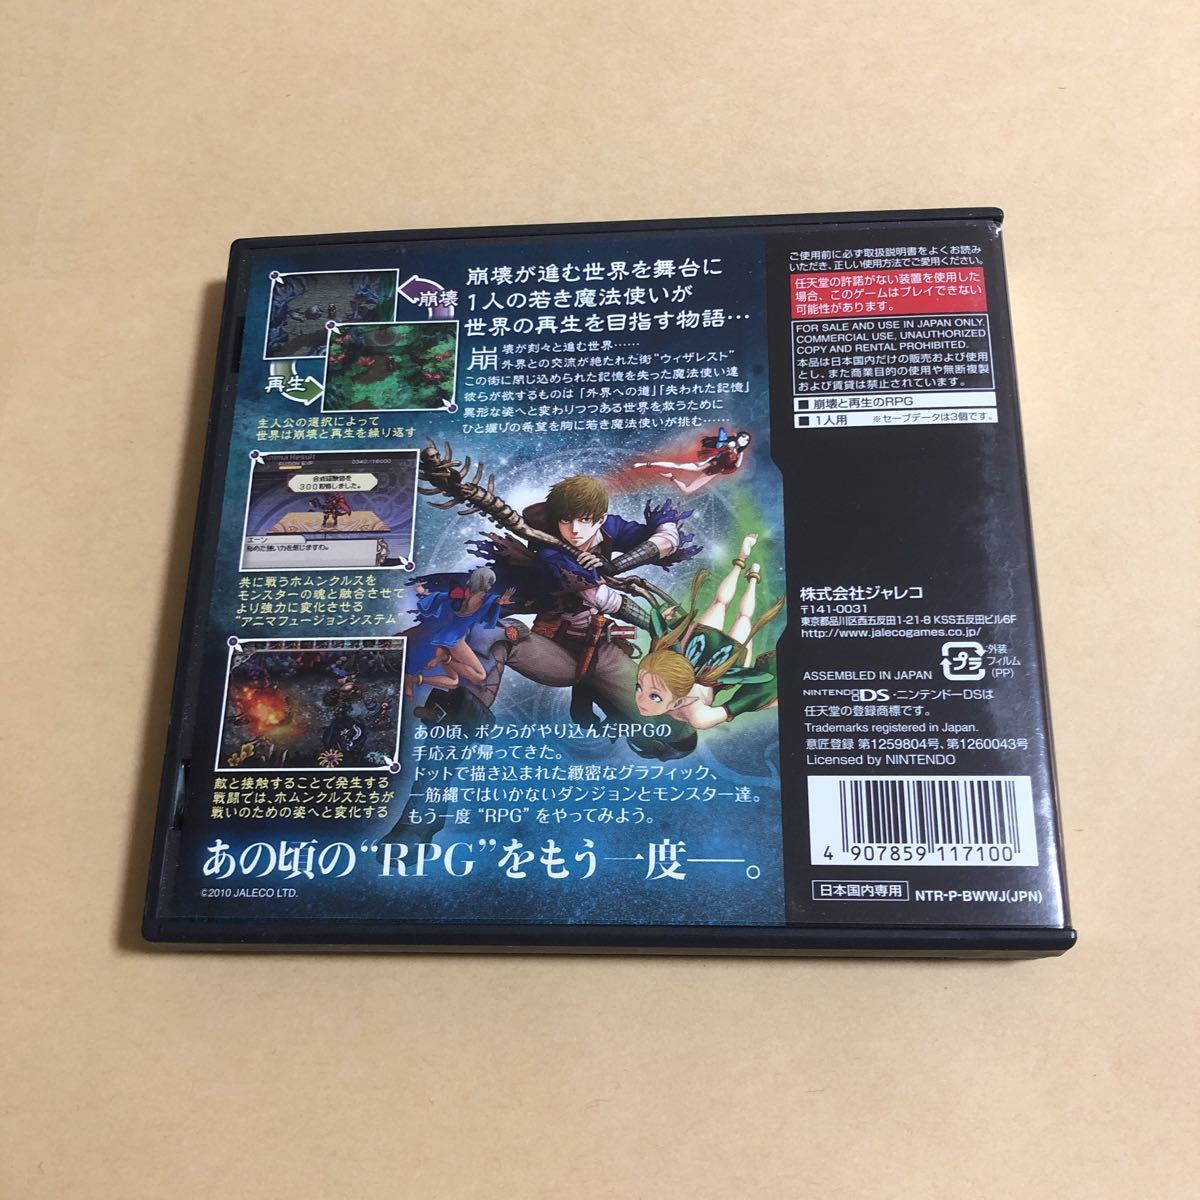 崩壊が進む世界を舞台に
1人の若き魔法使いが
世界の再生を目指す物語…
崩壊が刻々と進む世界……
外界との交流が絶たれた街“ウィザレスト”
この街に閉じ込められた記憶を失った魔法使い達
彼らが欲するものは「外界への道」「失われた記憶」
異形な姿へと変わりつつある世界を救うために
ひと握りの希望を胸に若き魔法使いが挑む……
崩壊
再生
主人公の選択によって
世界は崩壊と再生を繰り返す
Anima Result
FUSION EXP
0340/16000
合成経験値を
300取得しました。
エーン
秘めた強い力を感じますわ。
共に戦うホムンクルスを
モンスターの魂と融合させて
より強力に変化させる
“アニマフュージョンシステム”
敵と接触することで発生する
戦闘では、ホムンクルスたちが
戦いのための姿へと変化する
あの頃、ボクらがやり込んだRPGの
手応えが帰ってきた。
ドットで描き込まれた緻密なグラフィック、
一筋縄ではいかないダンジョンとモンスター達。
もう一度“RPG”をやってみよう。
あの頃の“RPG”をもう一度―。
©2010 JALECO LTD.
ご使用前に必ず取扱説明書をよくお読み
いただき、正しい使用方法でご愛用ください。
任天堂の許諾がない装置を使用した
場合、このゲームはプレイできない
可能性があります。
FOR SALE AND USE IN JAPAN ONLY.
COMMERCIAL USE, UNAUTHORIZED
COPY AND RENTAL PROHIBITED.
本品は日本国内だけの販売および使用
とし、また商業目的の使用や無断複製
および賃貸は禁止されています。
■ 崩壊と再生のRPG
■ 1人用 ※セーブデータは3個です。
株式会社ジャレコ
〒141-0031
東京都品川区西五反田1-21-8 KSS五反田ビル6F
http://www.jalecogames.co.jp/
ASSEMBLED IN JAPAN
プラ
外装
フィルム
(PP)
NINTENDO DS・ニンテンドーDSは
任天堂の登録商標です。
Trademarks registered in Japan.
意匠登録 第1259804号、第1260043号
Licensed by NINTENDO
4 907859 117100
日本国内専用
NTR-P-BWWJ(JPN)